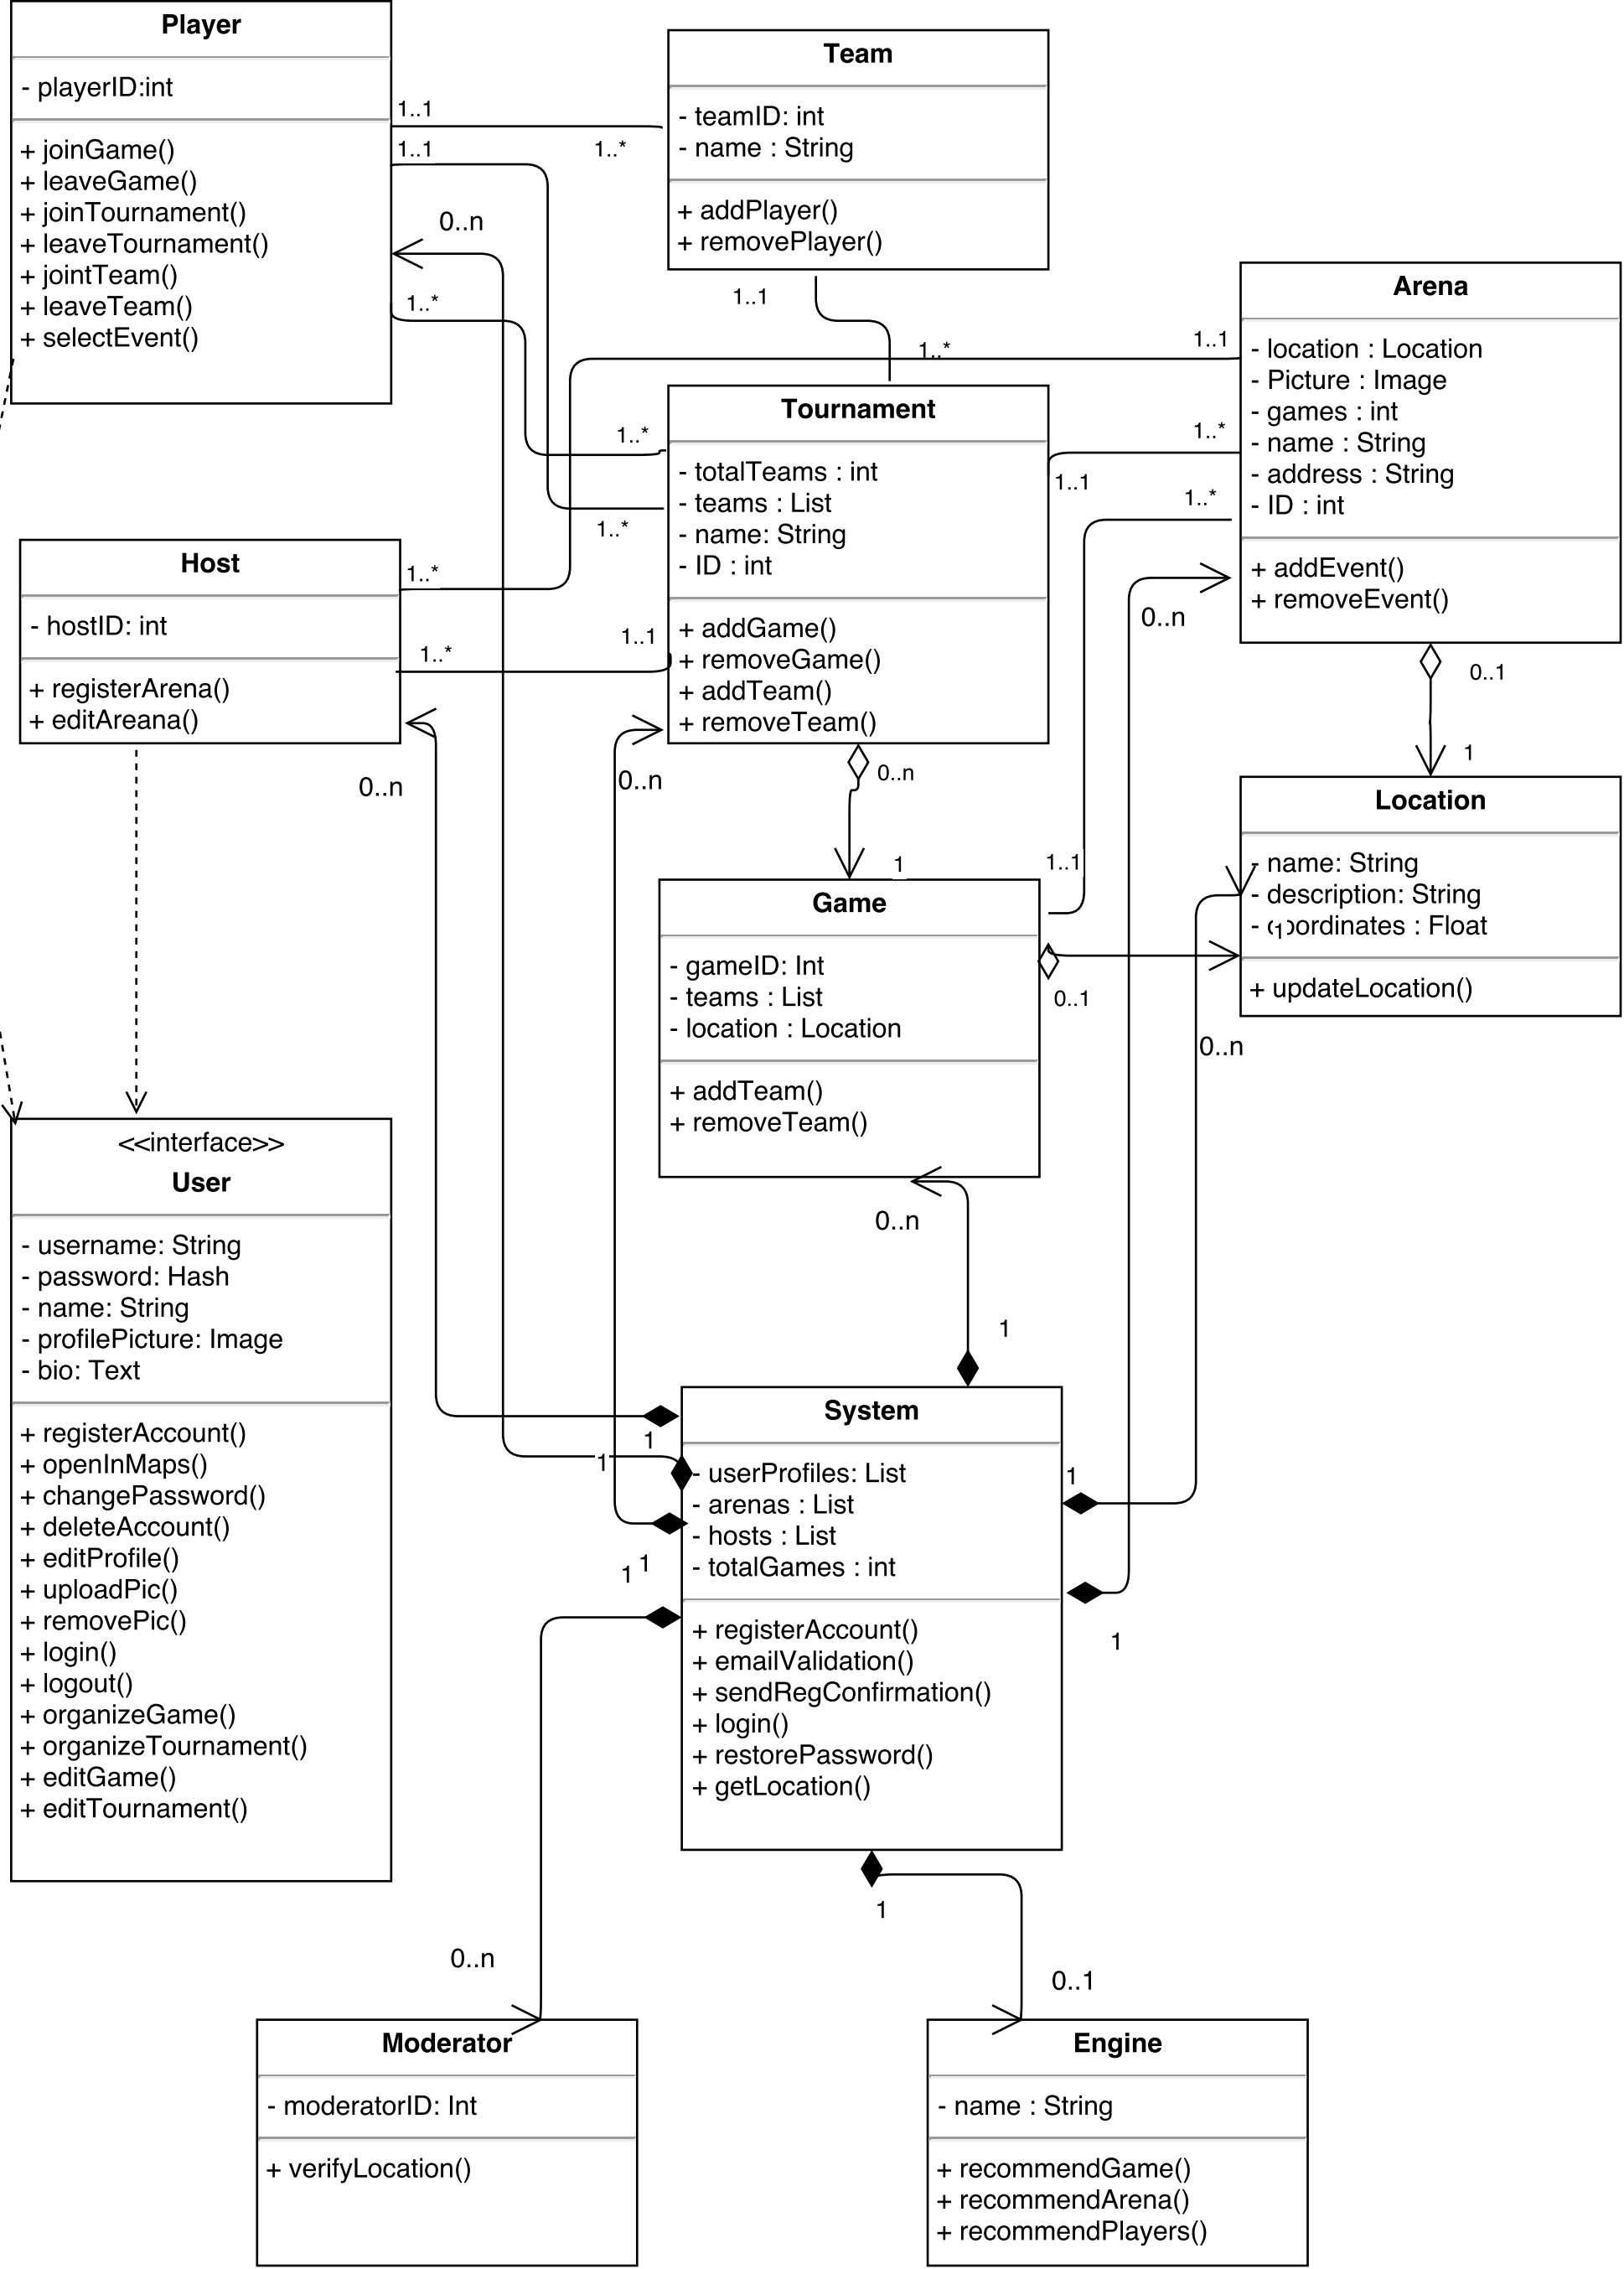 Player
- playerID:int
+ joinGame()
+ leaveGame()
+ joinTournament()
+ leaveTournament()
+ jointTeam()
+ leaveTeam()
+ selectEvent()
1..1
1..*
1..1
0..n
1..*
Team
- teamID: int
- name : String
+ addPlayer()
+ removePlayer()
1..1
1..*
1..1
Arena
- location : Location
- Picture : Image
- games : int
- name : String
- address : String
- ID : int
+ addEvent()
+ removeEvent()
Tournament
- totalTeams : int
- teams : List
- name: String
- ID : int
+ addGame()
+ removeGame()
+ addTeam()
+ removeTeam()
1..*
1..*
1..*
1..1
1..*
0..n
0..1
Host
- hostID: int
+ registerArena()
+ editAreana()
1..*
1..*
1..1
0..n
0..n
0..n
1
1..1
1
Location
- name: String
- description: String
- coordinates : Float
1
+ updateLocation()
0..n
Game
- gameID: Int
- teams : List
- location : Location
+ addTeam()
+ removeTeam()
0..1
0..n
1
<<interface>>
User
- username: String
- password: Hash
- name: String
- profilePicture: Image
- bio: Text
+ registerAccount()
+ openInMaps()
+ changePassword()
+ deleteAccount()
+ editProfile()
+ uploadPic()
+ removePic()
+ login()
+ logout()
+ organizeGame()
+ organizeTournament()
+ editGame()
+ editTournament()
System
- userProfiles: List
- arenas : List
- hosts : List
- totalGames : int
+ registerAccount()
+ emailValidation()
+ sendRegConfirmation()
+ login()
+ restorePassword()
+ getLocation()
1
1
1
1
1
1
1
0..n
0..1
Moderator
- moderatorID: Int
+ verifyLocation()
Engine
- name : String
+ recommendGame()
+ recommendArena()
+ recommendPlayers()